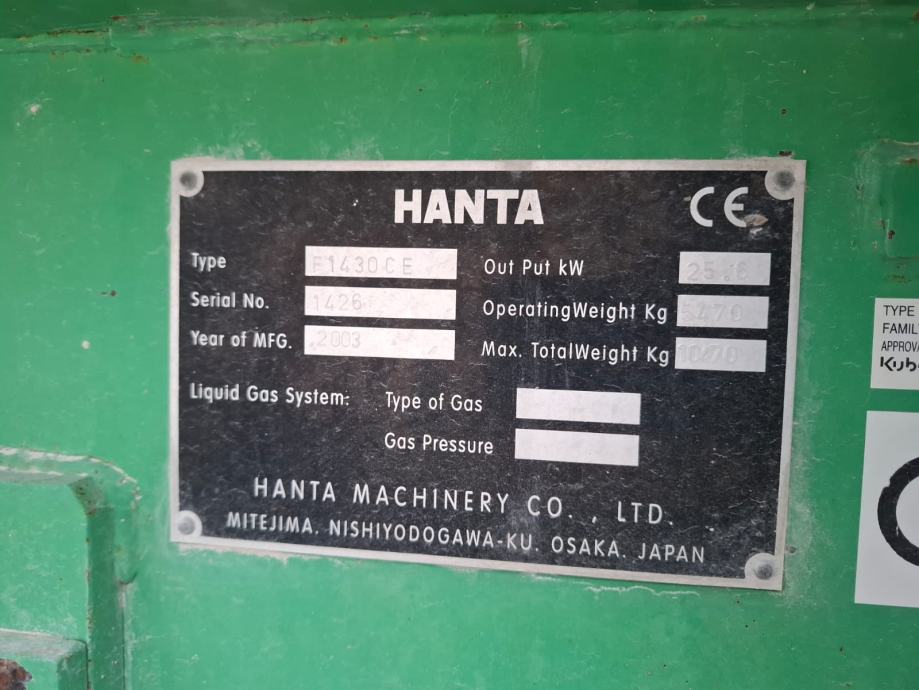 HANTA CE
Type F1430CE Out Put kW
Serial No. 1426 OperatingWeight Kg 5470
Year of MFG. 2003 Max. TotalWeight Kg
Liquid Gas System: Type of Gas
Gas Pressure
HANTA MACHINERY CO., LTD.
MITEJIMA. NISHIYODOGAWA-KU. OSAKA. JAPAN
TYPE